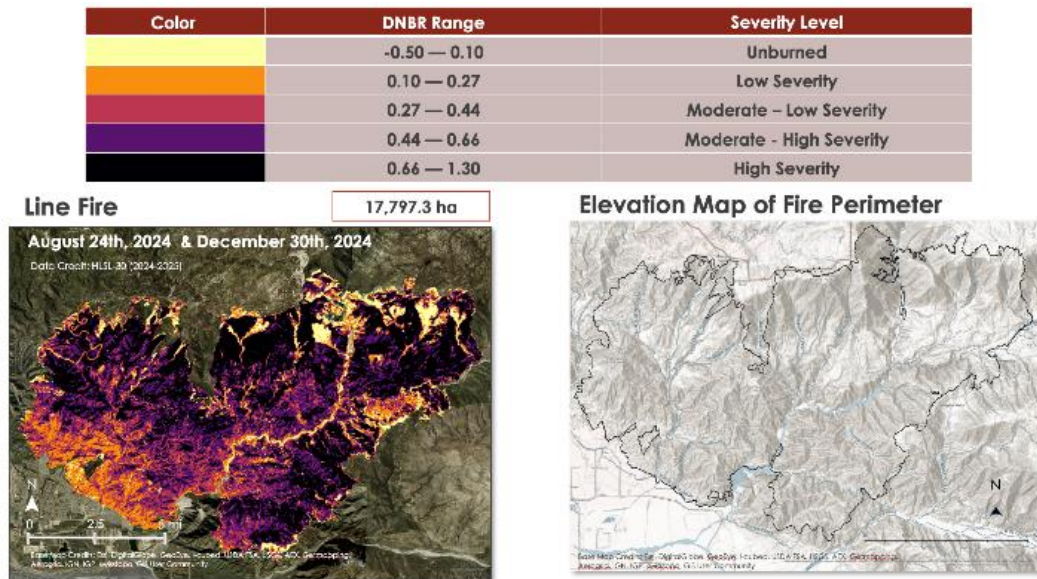 Color DNBR Range Severity Level
-0.50 — 0.10 Unburned
0.10 — 0.27 Low Severity
0.27 — 0.44 Moderate – Low Severity
0.44 — 0.66 Moderate - High Severity
0.66 — 1.30 High Severity
Line Fire
17,797.3 ha
August 24th, 2024 & December 30th, 2024
Data Credit: HLSL-30 (2024-2025)
N
0 2.5 5 mi
Elevation Map of Fire Perimeter
N